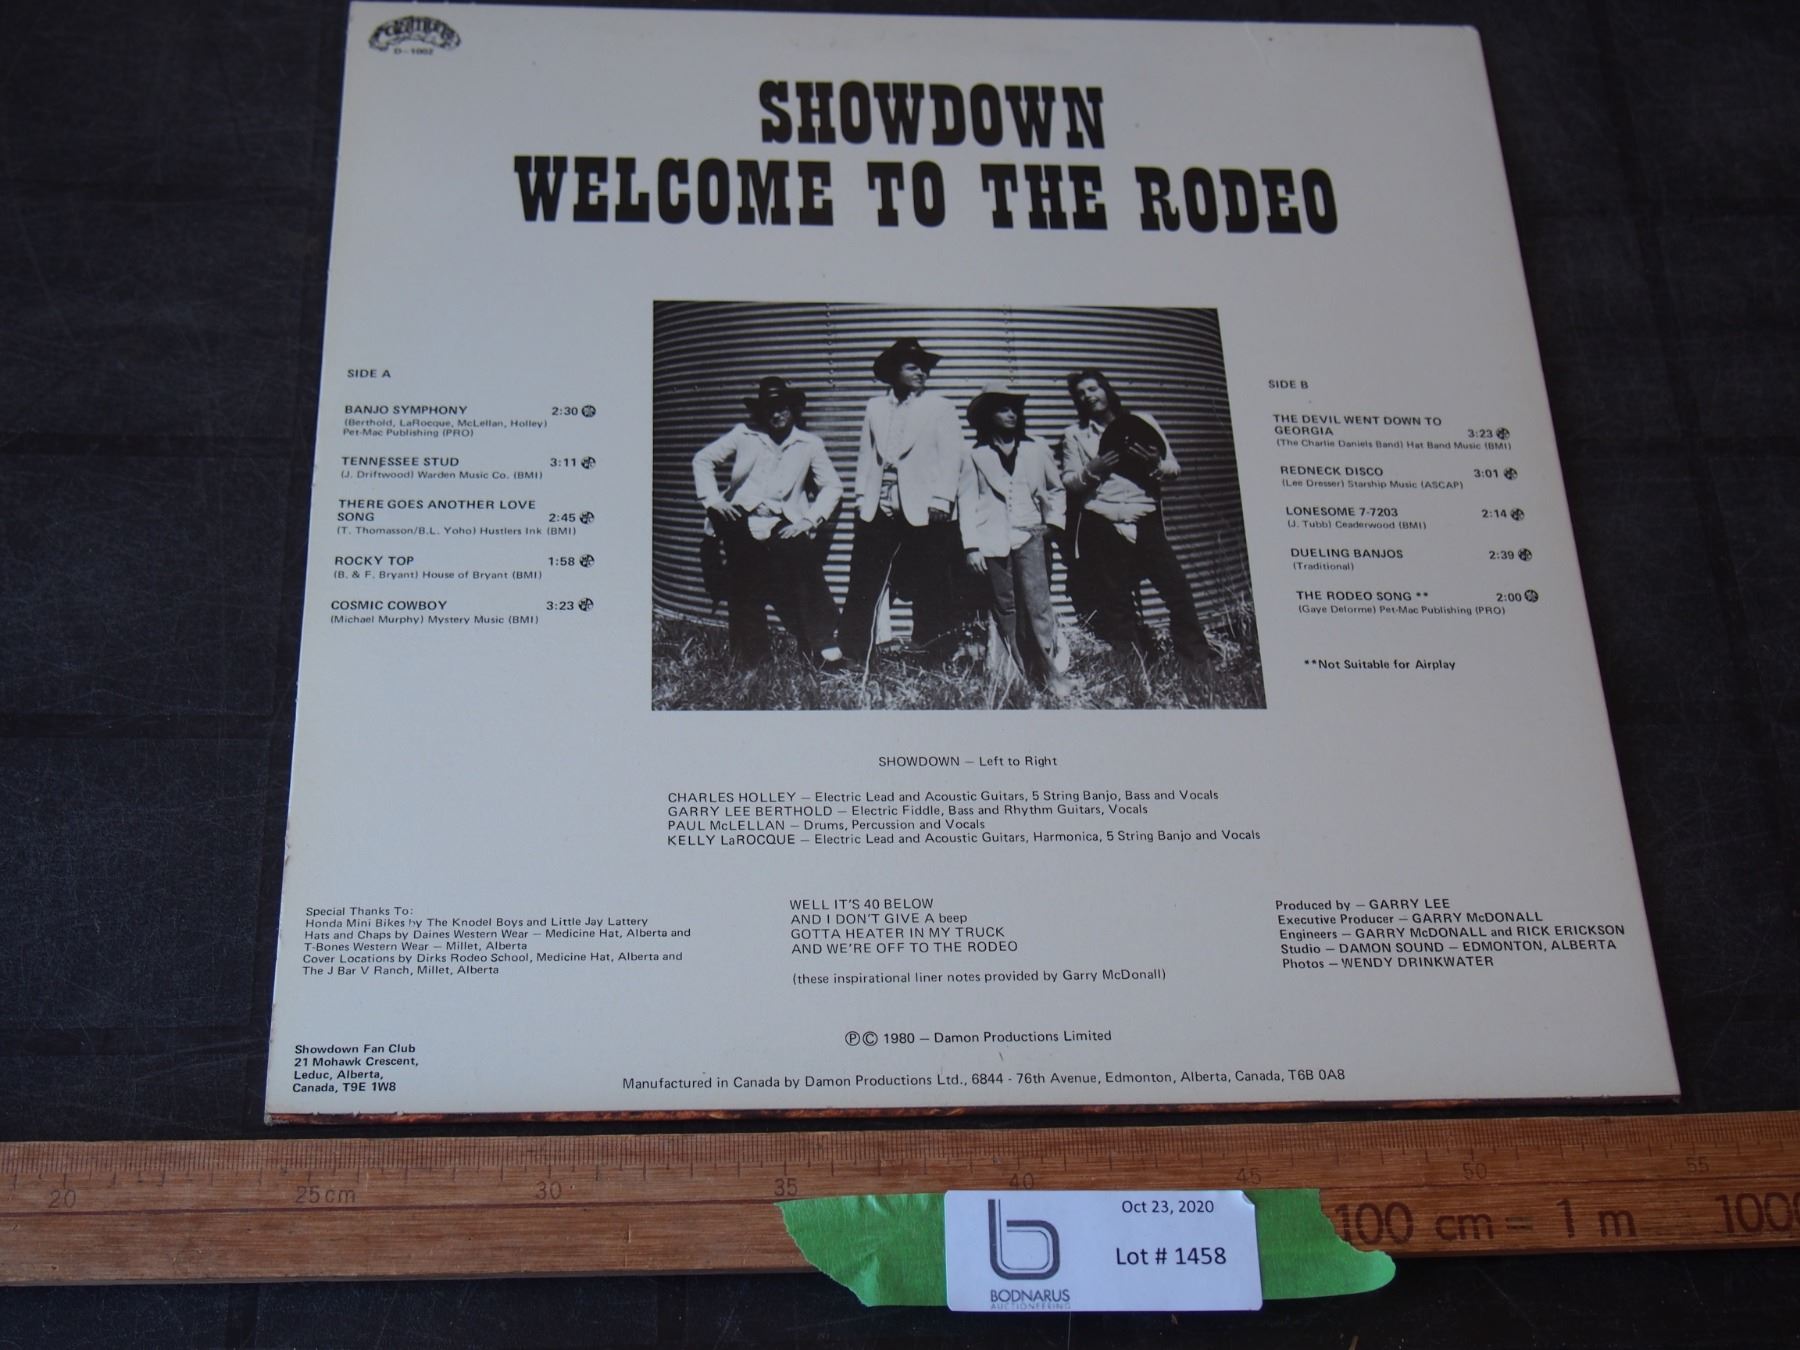 D-1002
SHOWDOWN
WELCOME TO THE RODEO
SIDE A
BANJO SYMPHONY 2:30
(Berthold, LaRocque, McLellan, Holley)
Pet-Mac Publishing (PRO)
TENNESSEE STUD 3:11
(J. Driftwood) Warden Music Co. (BMI)
THERE GOES ANOTHER LOVE
SONG 2:45
(T. Thomasson/B.L. Yoho) Hustlers Ink (BMI)
ROCKY TOP 1:58
(B. & F. Bryant) House of Bryant (BMI)
COSMIC COWBOY 3:23
(Michael Murphy) Mystery Music (BMI)
SIDE B
THE DEVIL WENT DOWN TO
GEORGIA 3:23
(The Charlie Daniels Band) Hat Band Music (BMI)
REDNECK DISCO 3:01
(Lee Dresser) Starship Music (ASCAP)
LONESOME 7-7203 2:14
(J. Tubb) Ceaderwood (BMI)
DUELING BANJOS 2:39
(Traditional)
THE RODEO SONG ** 2:00
(Gaye Delorme) Pet-Mac Publishing (PRO)
**Not Suitable for Airplay
SHOWDOWN — Left to Right
CHARLES HOLLEY — Electric Lead and Acoustic Guitars, 5 String Banjo, Bass and Vocals
GARRY LEE BERTHOLD — Electric Fiddle, Bass and Rhythm Guitars, Vocals
PAUL McLELLAN — Drums, Percussion and Vocals
KELLY LaROCQUE — Electric Lead and Acoustic Guitars, Harmonica, 5 String Banjo and Vocals
Special Thanks To:
Honda Mini Bikes by The Knodel Boys and Little Jay Lattery
Hats and Chaps by Daines Western Wear — Medicine Hat, Alberta and
T-Bones Western Wear — Millet, Alberta
Cover Locations by Dirks Rodeo School, Medicine Hat, Alberta and
The J Bar V Ranch, Millet, Alberta
WELL IT'S 40 BELOW
AND I DON'T GIVE A beep
GOTTA HEATER IN MY TRUCK
AND WE'RE OFF TO THE RODEO
(these inspirational liner notes provided by Garry McDonall)
Produced by — GARRY LEE
Executive Producer — GARRY McDONALL
Engineers — GARRY McDONALL and RICK ERICKSON
Studio — DAMON SOUND — EDMONTON, ALBERTA
Photos — WENDY DRINKWATER
Showdown Fan Club
21 Mohawk Crescent,
Leduc, Alberta,
Canada, T9E 1W8
℗© 1980 — Damon Productions Limited
Manufactured in Canada by Damon Productions Ltd., 6844 - 76th Avenue, Edmonton, Alberta, Canada, T6B 0A8
20 25cm 30 35 40 45 50 55
100 cm = 1 m 100
Oct 23, 2020
Lot # 1458
b
BODNARUS
AUCTIONEERING